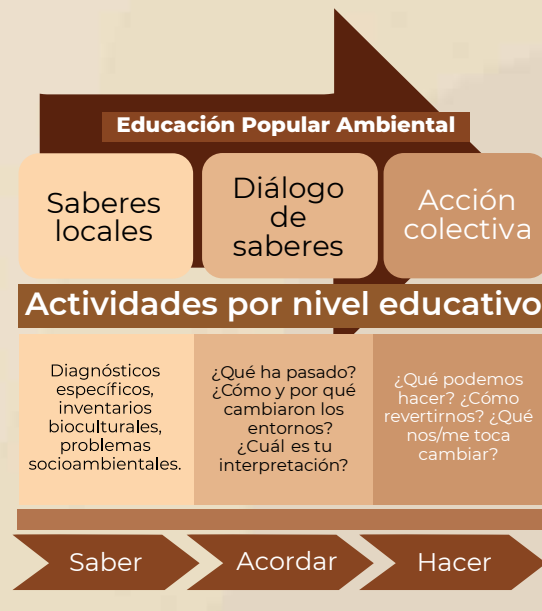 Educación Popular Ambiental
Saberes
locales
Diálogo
de
saberes
Acción
colectiva
Actividades por nivel educativo
Diagnósticos
específicos,
inventarios
bioculturales,
problemas
socioambientales.
¿Qué ha pasado?
¿Cómo y por qué
cambiaron los
entornos?
¿Cuál es tu
interpretación?
¿Qué podemos
hacer? ¿Cómo
revertirnos? ¿Qué
nos/me toca
cambiar?
Saber
Acordar
Hacer